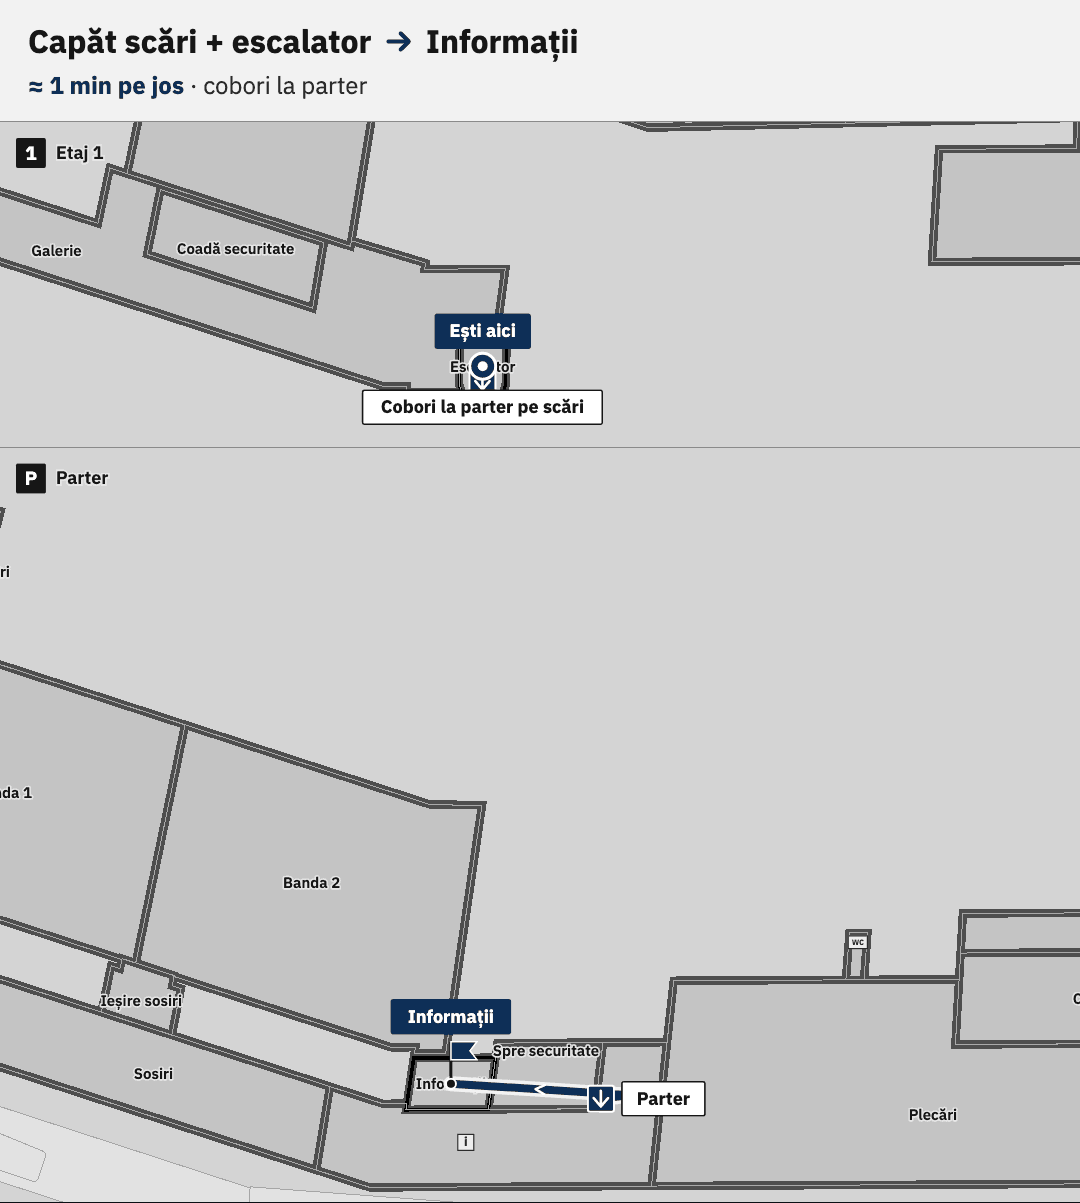 Capăt scări + escalator → Informații
≈ 1 min pe jos · cobori la parter
1 Etaj 1
Galerie
Coadă securitate
Ești aici
Cobori la parter pe scări
P Parter
Banda 2
Ieșire sosiri
Informații
Spre securitate
Info
Sosiri
Parter
Plecări
i
wc